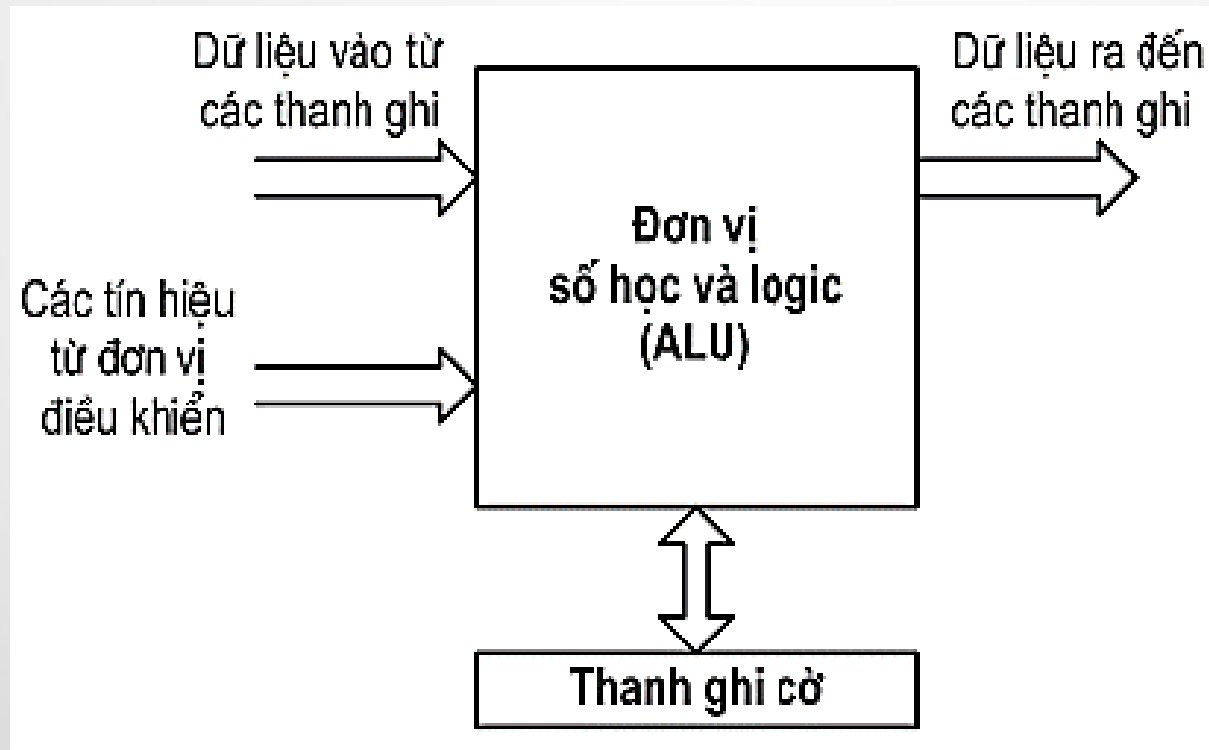 Dữ liệu vào từ
các thanh ghi
Dữ liệu ra đến
các thanh ghi
Đơn vị
số học và logic
(ALU)
Các tín hiệu
từ đơn vị
điều khiển
Thanh ghi cờ